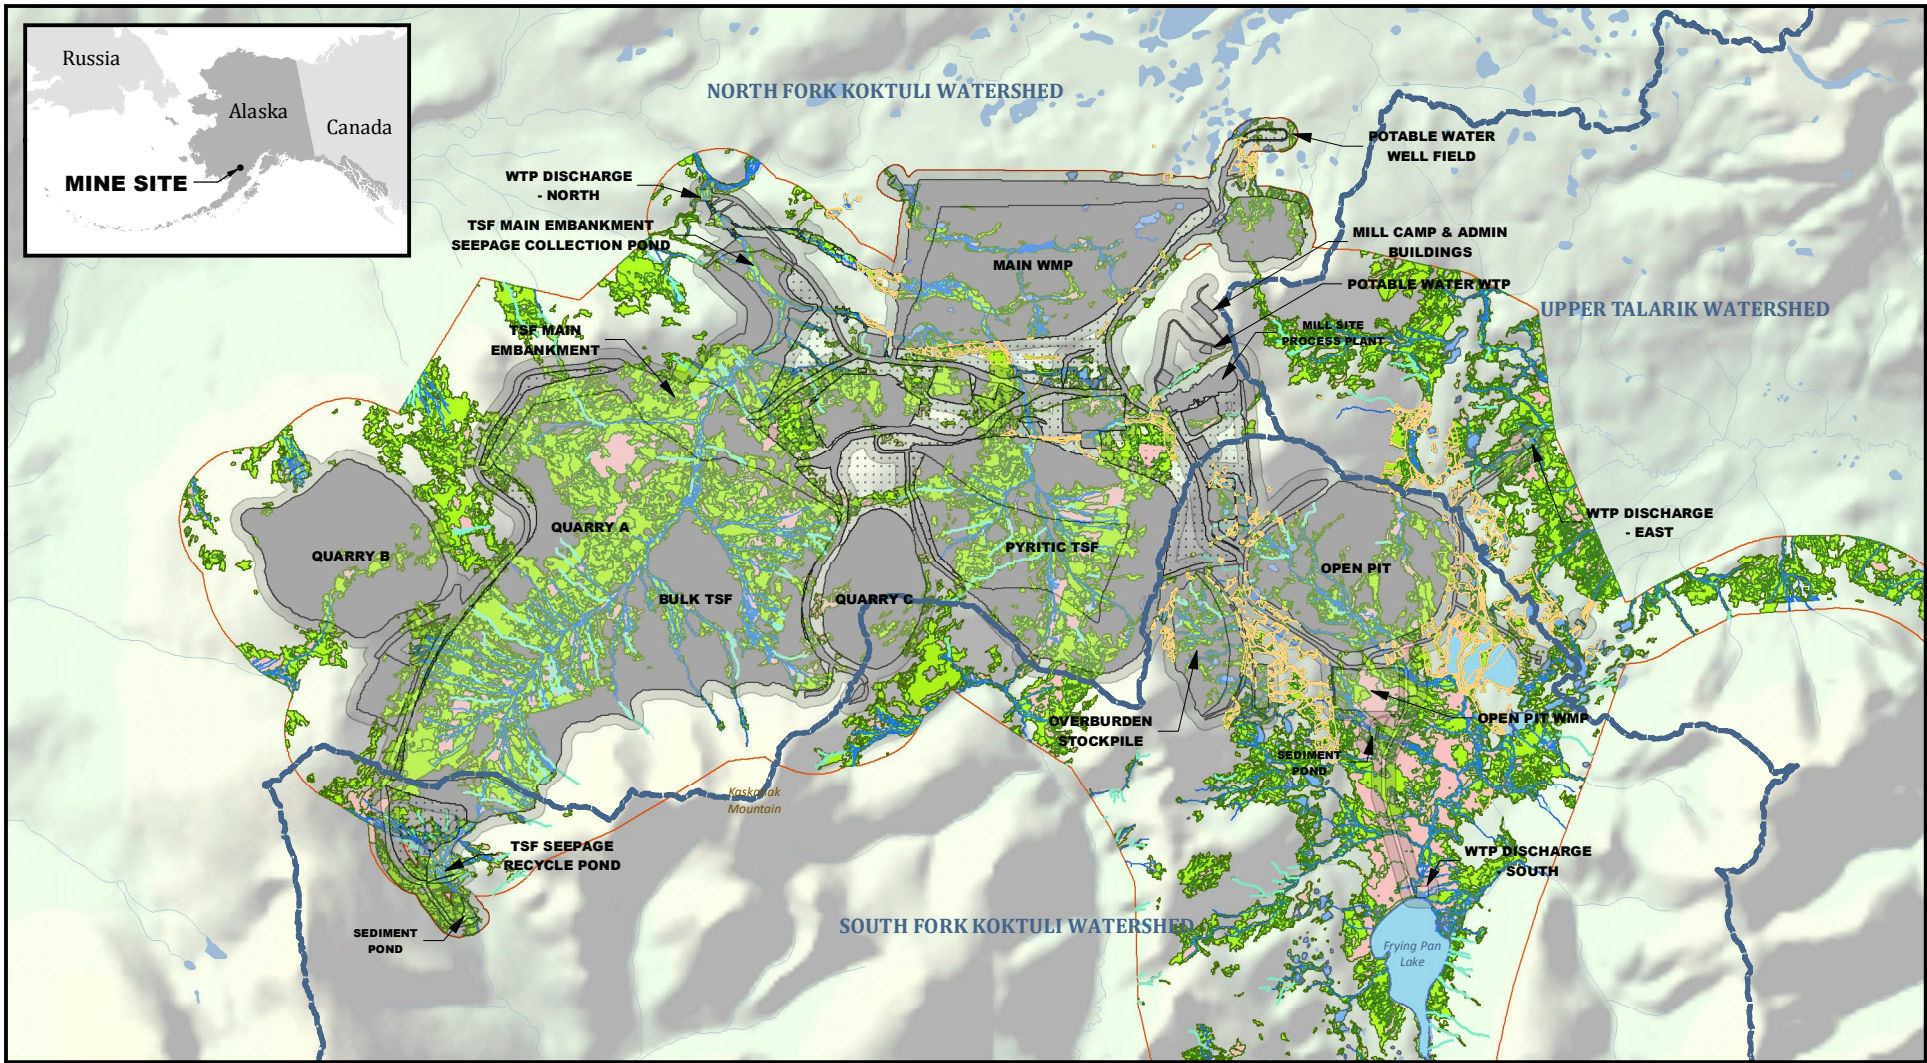 Russia
Alaska
Canada
MINE SITE
NORTH FORK KOKTULI WATERSHED
POTABLE WATER
WELL FIELD
WTP DISCHARGE
- NORTH
TSF MAIN EMBANKMENT
SEEPAGE COLLECTION POND
MAIN WMP
MILL CAMP & ADMIN
BUILDINGS
POTABLE WATER WTP
UPPER TALARIK WATERSHED
MILL SITE
PROCESS PLANT
TSF MAIN
EMBANKMENT
QUARRY A
QUARRY B
WTP DISCHARGE
- EAST
PYRITIC TSF
OPEN PIT
BULK TSF
QUARRY C
OVERBURDEN
STOCKPILE
OPEN PIT WMP
SEDIMENT
POND
Kaskanak
Mountain
TSF SEEPAGE
RECYCLE POND
WTP DISCHARGE
- SOUTH
SEDIMENT
POND
SOUTH FORK KOKTULI WATERSHED
Frying Pan
Lake